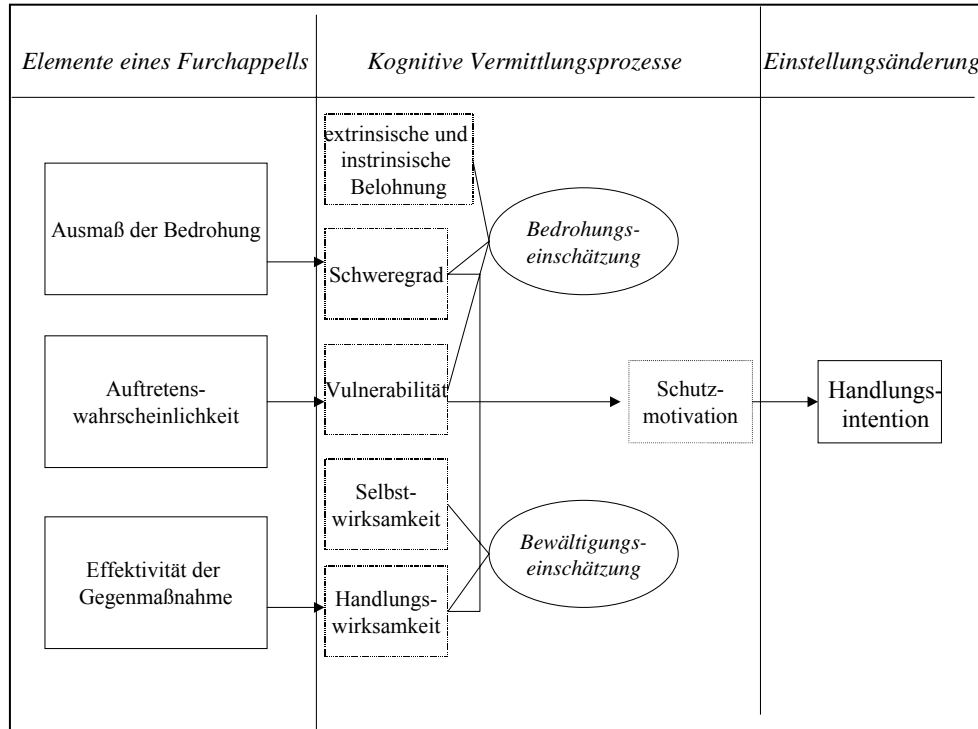 Elemente eines Furchappells
Kognitive Vermittlungsprozesse
Einstellungsänderung
Ausmaß der Bedrohung
Auftretens-
wahrscheinlichkeit
Effektivität der
Gegenmaßnahme
extrinsische und
instrinsische
Belohnung
Schweregrad
Vulnerabilität
Selbst-
wirksamkeit
Handlungs-
wirksamkeit
Bedrohungs-
einschätzung
Bewältigungs-
einschätzung
Schutz-
motivation
Handlungs-
intention